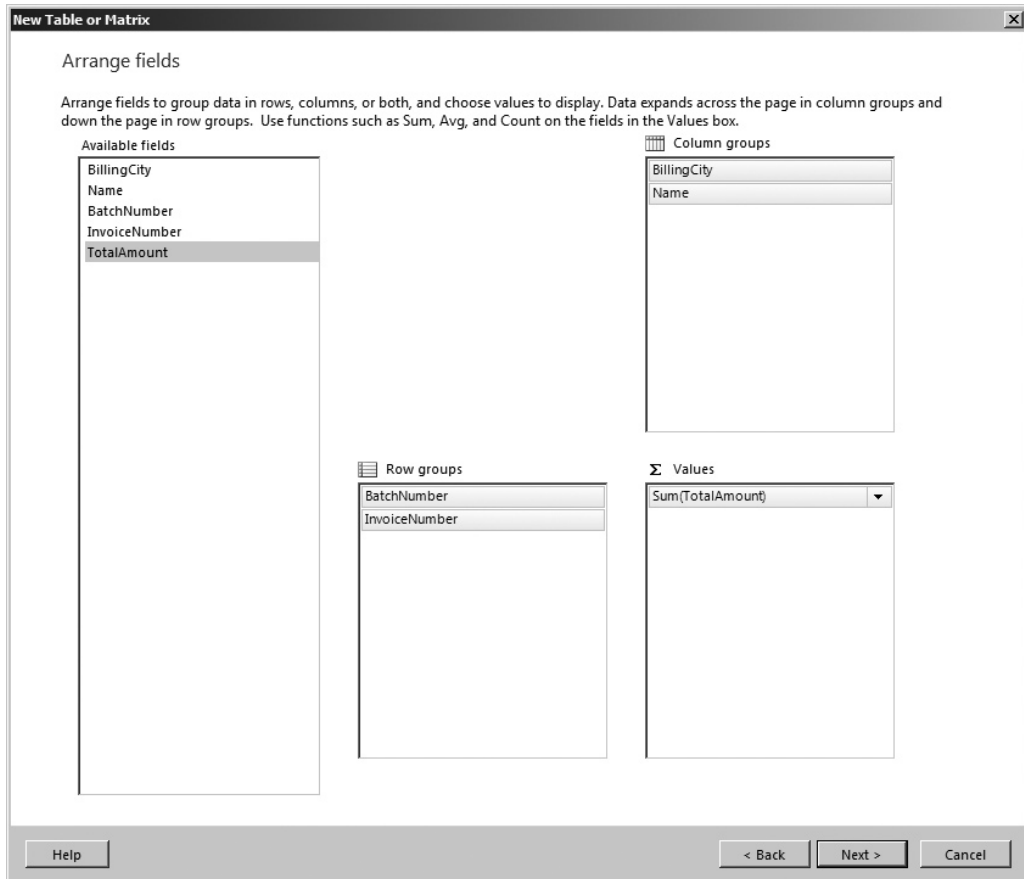 New Table or Matrix
Arrange fields
Arrange fields to group data in rows, columns, or both, and choose values to display. Data expands across the page in column groups and
down the page in row groups.  Use functions such as Sum, Avg, and Count on the fields in the Values box.
Available fields
BillingCity
Name
BatchNumber
InvoiceNumber
TotalAmount
Column groups
BillingCity
Name
Row groups
BatchNumber
InvoiceNumber
Σ Values
Sum(TotalAmount)
Help
< Back
Next >
Cancel